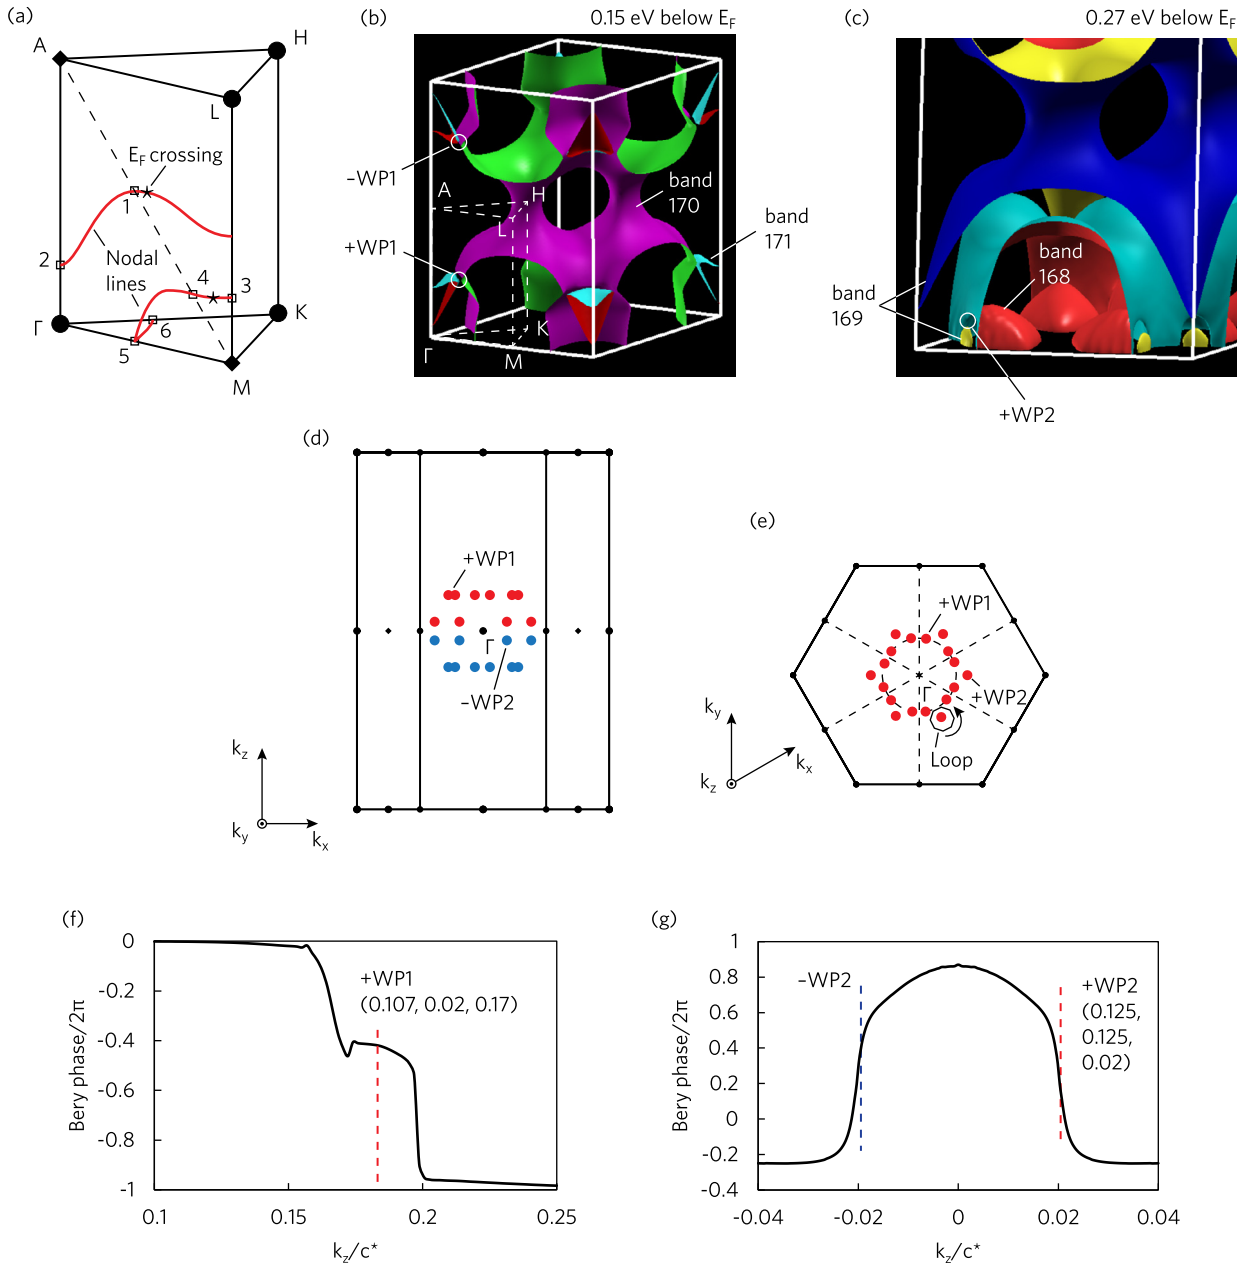 (a)
A
H
L
E_F crossing
1
2
Nodal
lines
4
3
Γ
6
K
5
M
(b)
0.15 eV below E_F
−WP1
A
H
band
170
L
band
171
+WP1
K
Γ
M
(c)
0.27 eV below E_F
band
168
band
169
+WP2
(d)
+WP1
Γ
−WP2
k_z
k_y
k_x
(e)
+WP1
+WP2
Γ
Loop
k_y
k_x
k_z
(f)
Bery phase/2π
0
-0.2
-0.4
-0.6
-0.8
-1
+WP1
(0.107, 0.02, 0.17)
0.1
0.15
0.2
0.25
k_z/c*
(g)
Bery phase/2π
1
0.8
0.6
0.4
0.2
0
-0.2
-0.4
−WP2
+WP2
(0.125,
0.125,
0.02)
-0.04
-0.02
0
0.02
0.04
k_z/c*